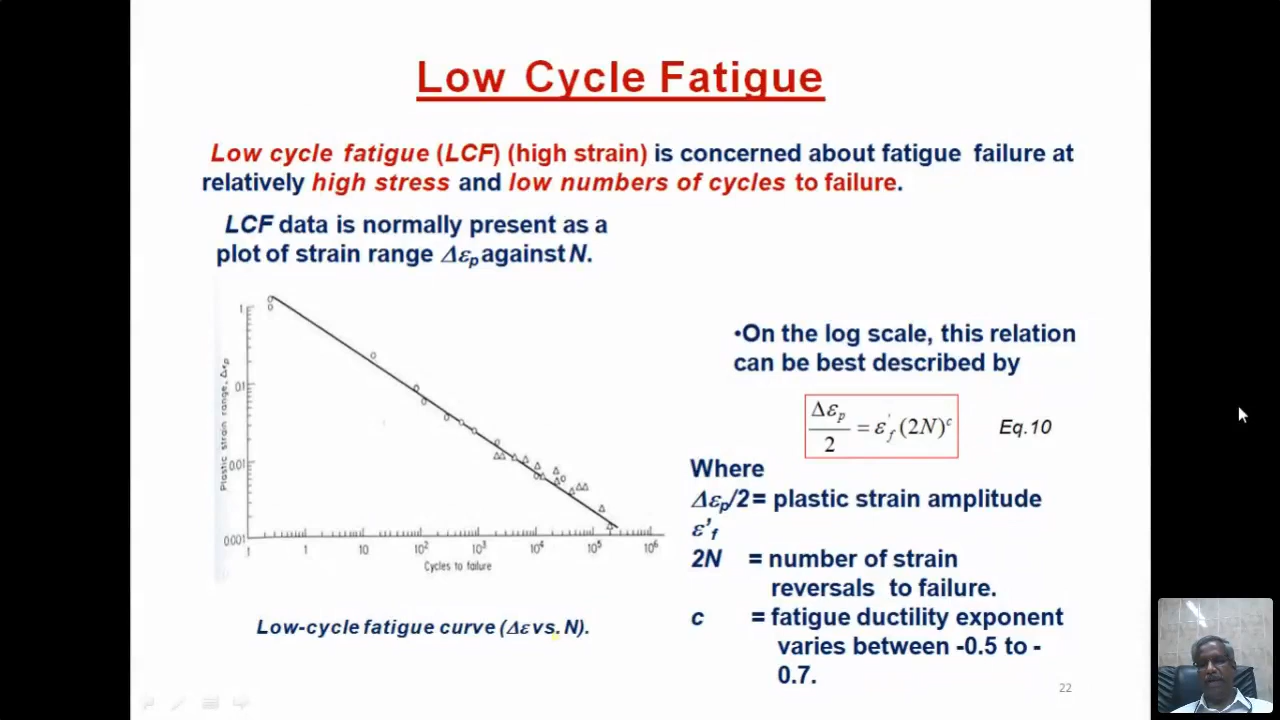 Low Cycle Fatigue
Low cycle fatigue (LCF) (high strain) is concerned about fatigue failure at
relatively high stress and low numbers of cycles to failure.
LCF data is normally present as a
plot of strain range Δεp against N.
Plastic strain range, Δεp
1
0.1
0.01
0.001
1 1 10 10² 10³ 10⁴ 10⁵ 10⁶
Cycles to failure
Low-cycle fatigue curve (Δε vs. N).
•On the log scale, this relation
can be best described by
Δεp/2 = ε'f (2N)^c Eq.10
Where
Δεp/2= plastic strain amplitude
ε'f
2N = number of strain
reversals to failure.
c = fatigue ductility exponent
varies between -0.5 to -
0.7.
22